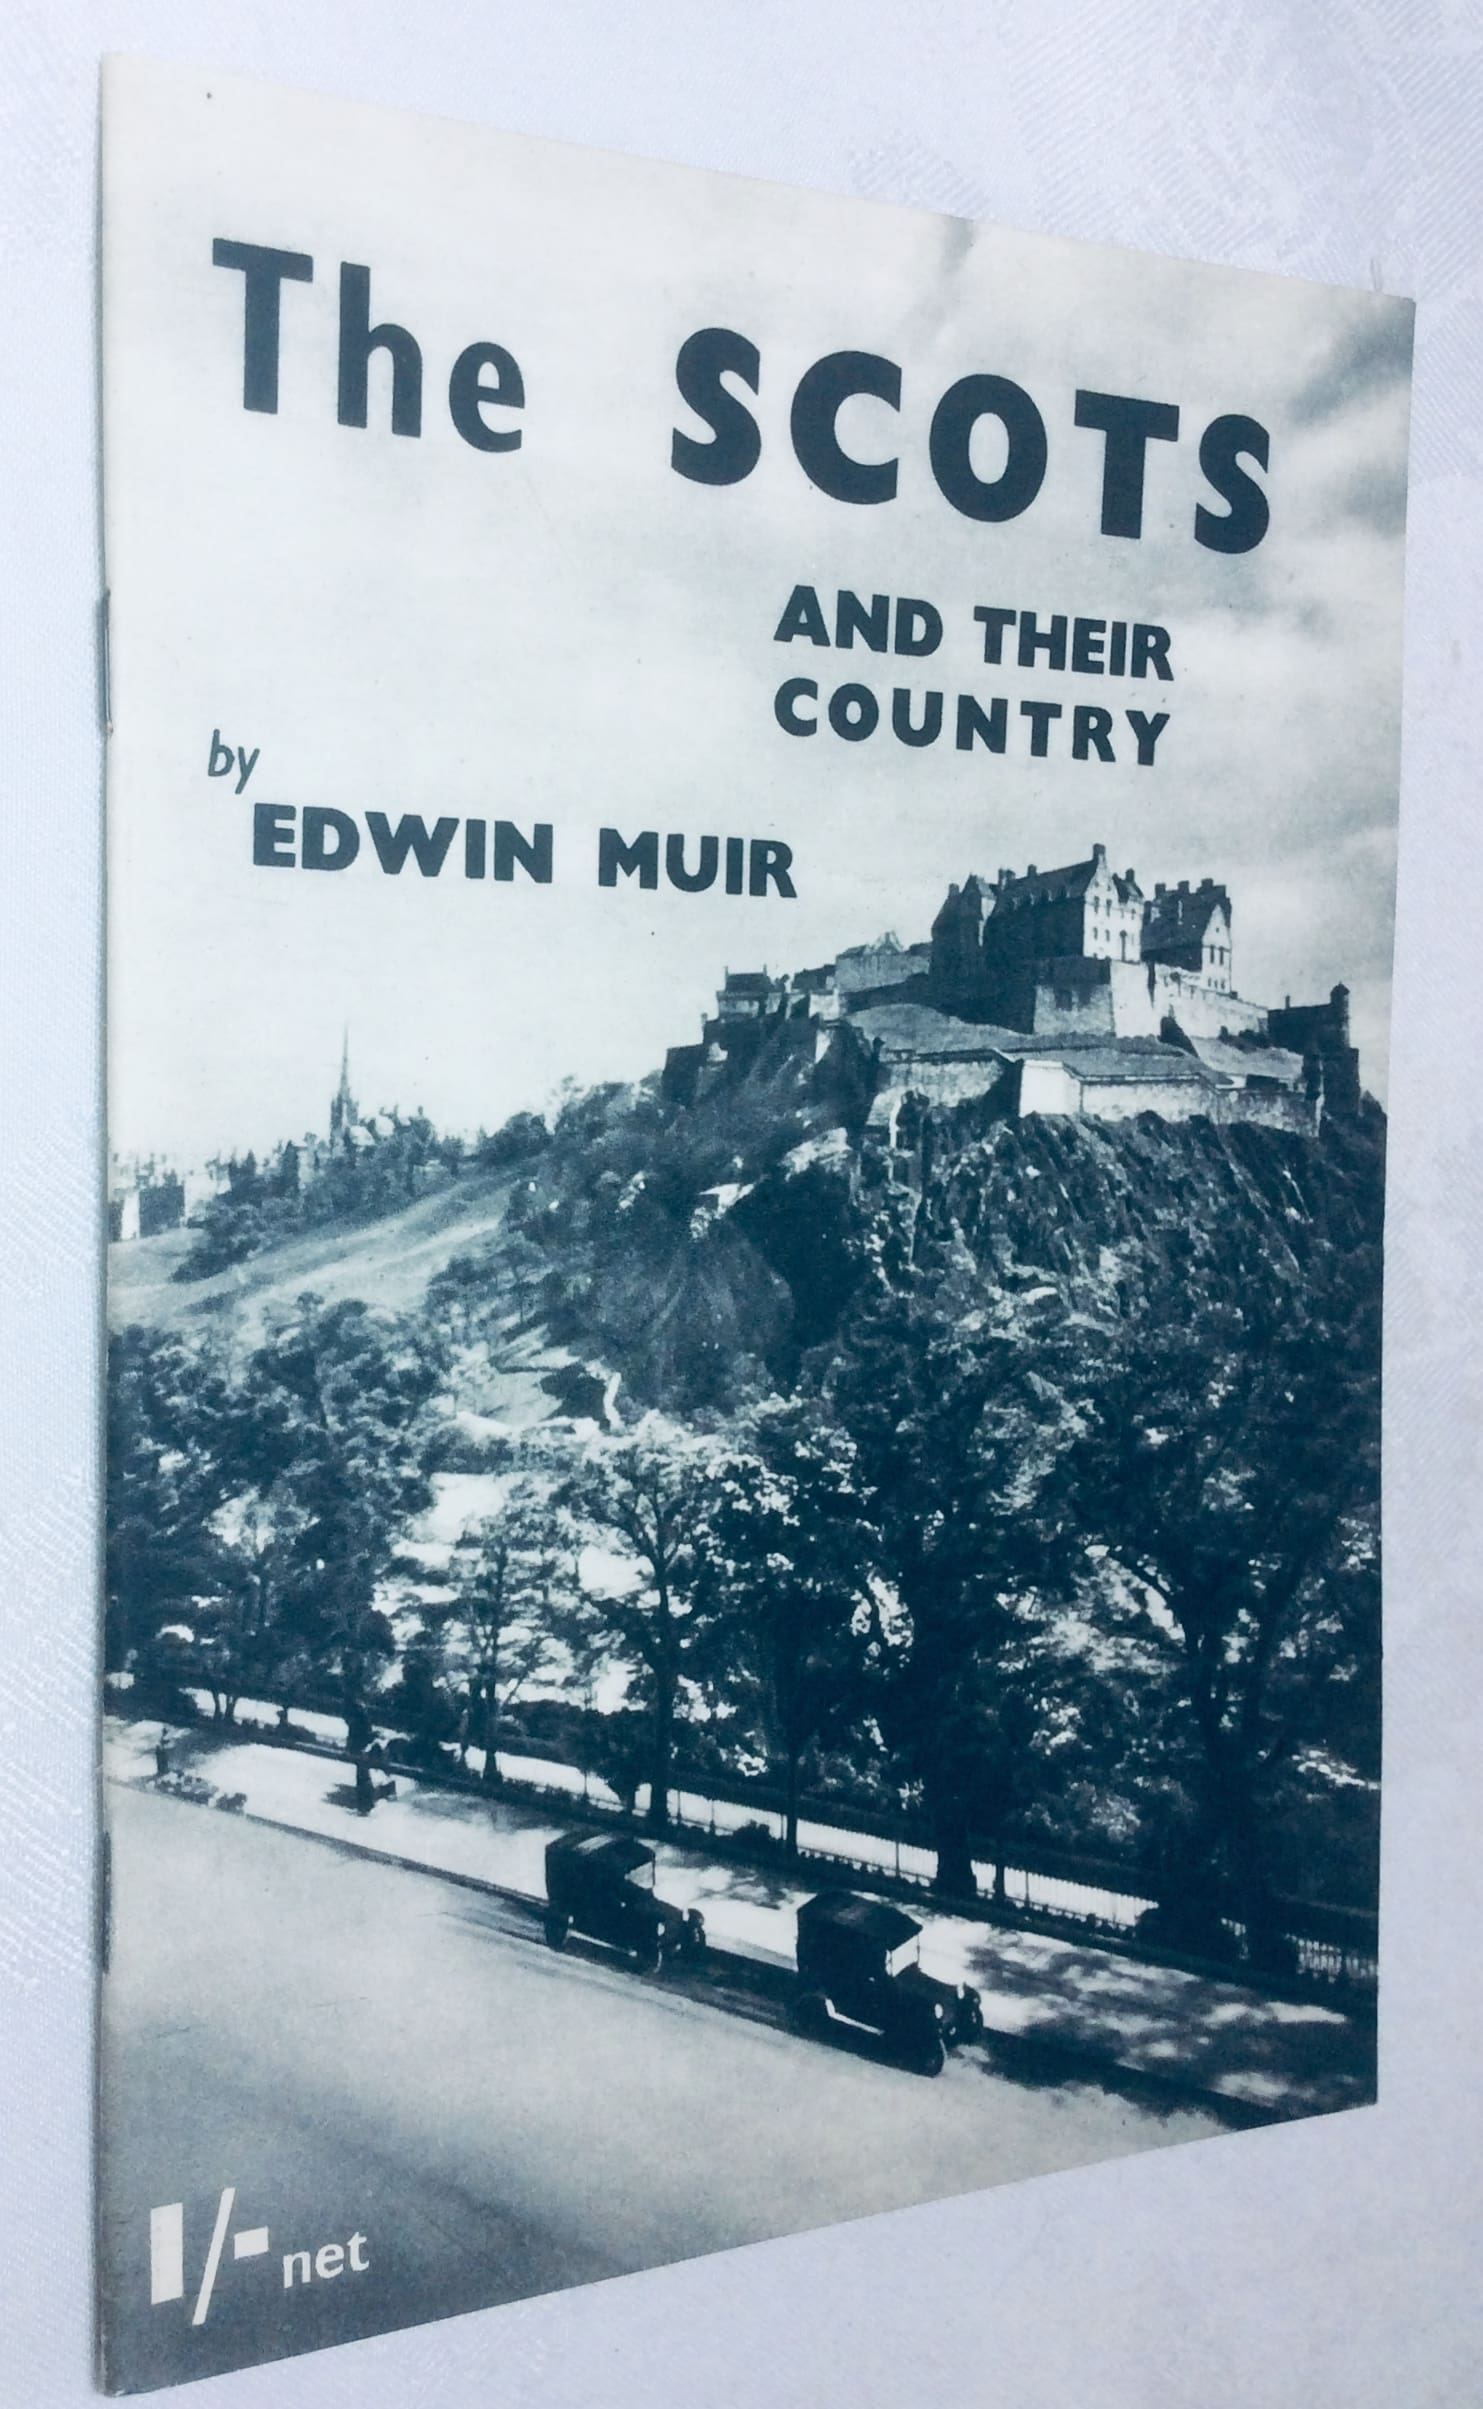 The SCOTS
AND THEIR
COUNTRY
by
EDWIN MUIR
1/- net